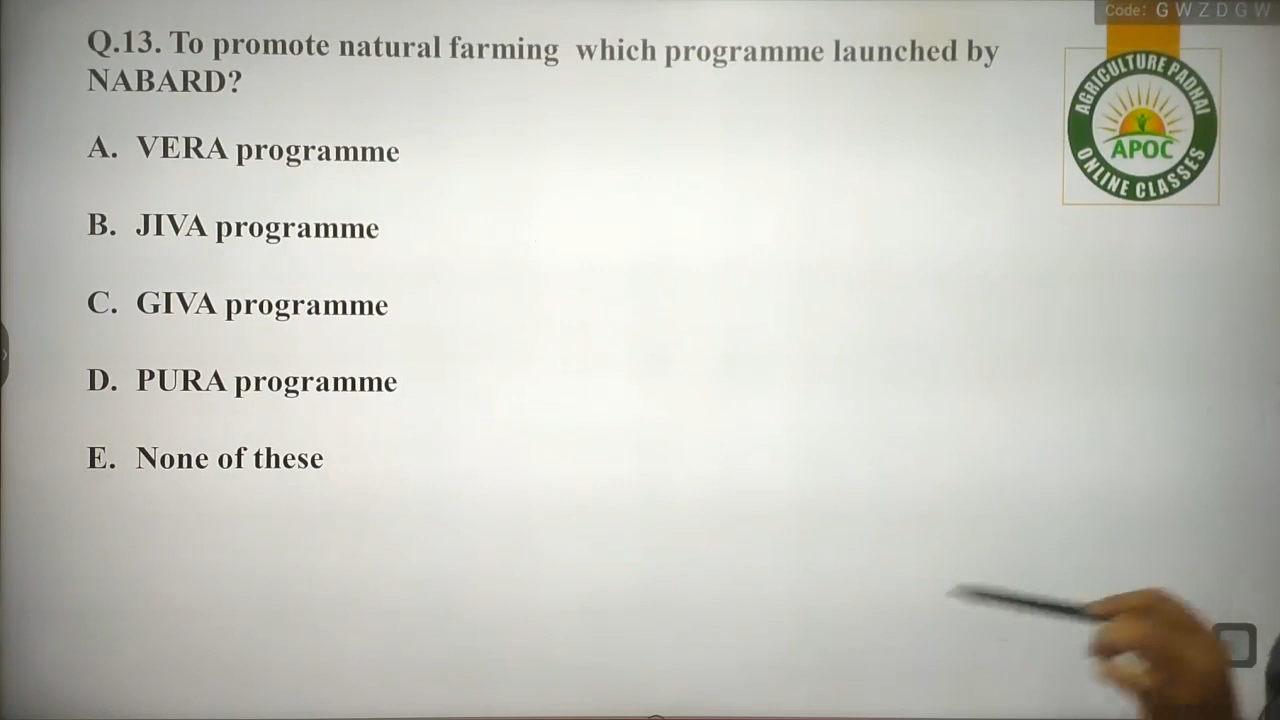 Code: G W Z D G W
Q.13. To promote natural farming which programme launched by
NABARD?
A. VERA programme
B. JIVA programme
C. GIVA programme
D. PURA programme
E. None of these
AGRICULTURE PADHAI
APOC
ONLINE CLASSES